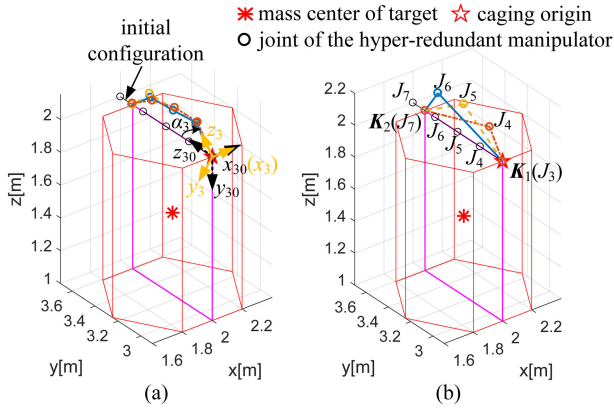 mass center of target
caging origin
joint of the hyper-redundant manipulator
initial
configuration
2.2
2
1.8
1.6
1.4
1.2
1
z[m]
α3
z3
z30
x30(x3)
y3
y30
3.6
3.4
3.2
3
y[m]
1.6
1.8
2
2.2
x[m]
(a)
2.2
2
1.8
1.6
1.4
1.2
1
z[m]
J7
J6
J5
J4
K2(J7)
J6
J5
J4
K1(J3)
3.6
3.4
3.2
3
y[m]
1.6
1.8
2
2.2
x[m]
(b)